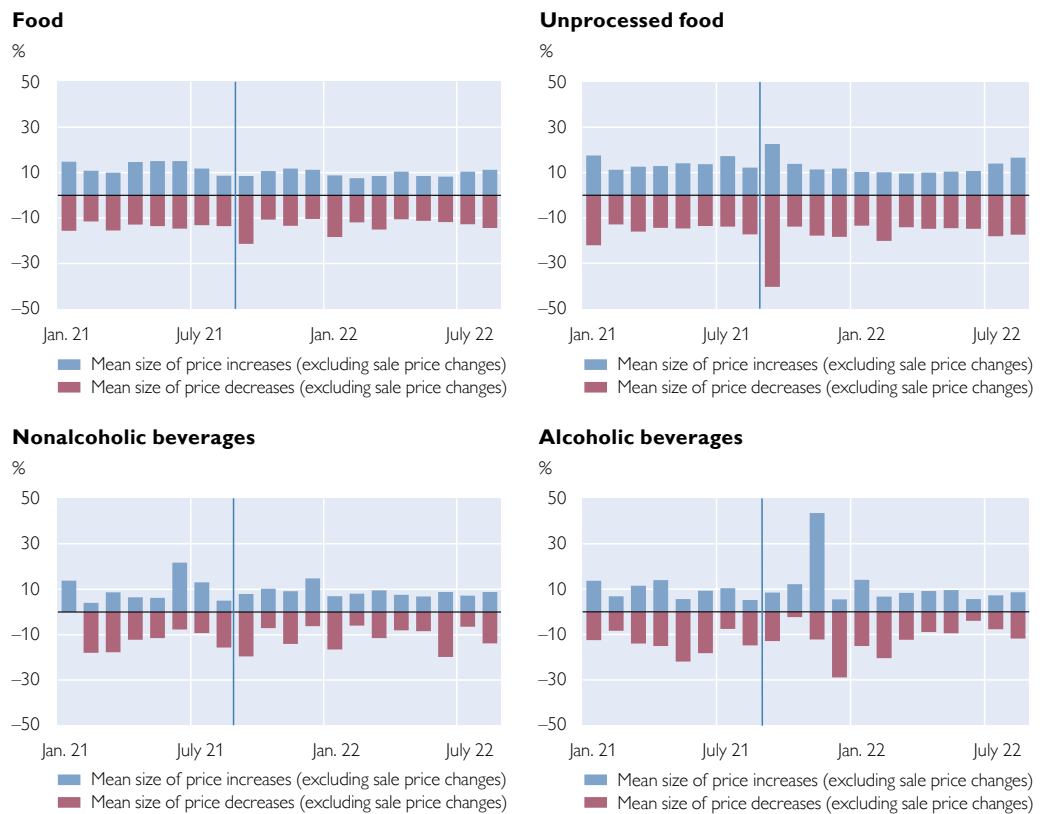 Food
%
50
30
10
–10
–30
–50
Jan. 21 July 21 Jan. 22 July 22
Mean size of price increases (excluding sale price changes)
Mean size of price decreases (excluding sale price changes)
Unprocessed food
%
50
30
10
–10
–30
–50
Jan. 21 July 21 Jan. 22 July 22
Mean size of price increases (excluding sale price changes)
Mean size of price decreases (excluding sale price changes)
Nonalcoholic beverages
%
50
30
10
–10
–30
–50
Jan. 21 July 21 Jan. 22 July 22
Mean size of price increases (excluding sale price changes)
Mean size of price decreases (excluding sale price changes)
Alcoholic beverages
%
50
30
10
–10
–30
–50
Jan. 21 July 21 Jan. 22 July 22
Mean size of price increases (excluding sale price changes)
Mean size of price decreases (excluding sale price changes)